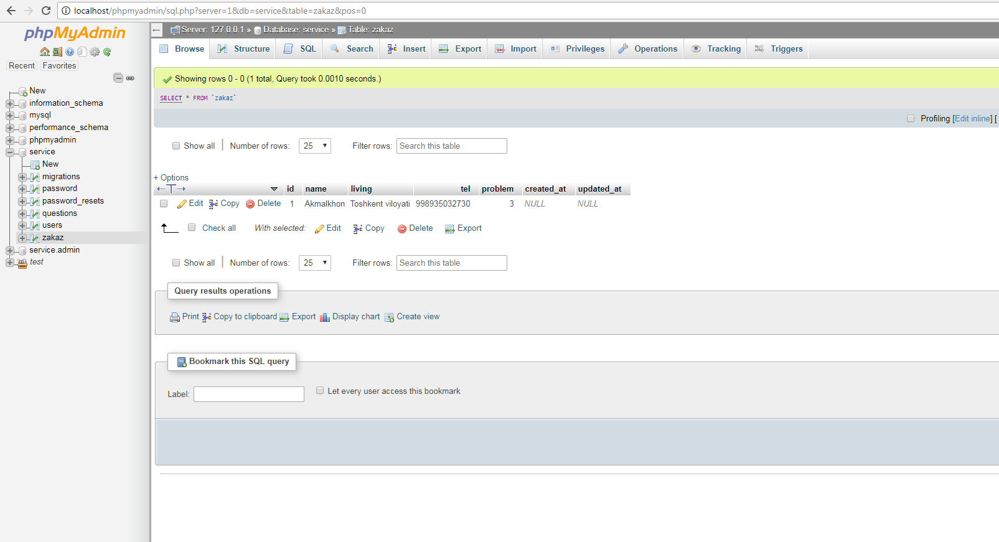 localhost/phpmyadmin/sql.php?server=1&db=service&table=zakaz&pos=0
phpMyAdmin
Recent Favorites
New
information_schema
mysql
performance_schema
phpmyadmin
service
New
migrations
password
password_resets
questions
users
zakaz
service.admin
test
Server: 127.0.0.1 » Database: service » Table: zakaz
Browse Structure SQL Search Insert Export Import Privileges Operations Tracking Triggers
Showing rows 0 - 0 (1 total, Query took 0.0010 seconds.)
SELECT * FROM `zakaz`
Profiling [Edit inline] [
Show all Number of rows: 25 Filter rows: Search this table
+ Options
id name living tel problem created_at updated_at
Edit Copy Delete 1 Akmalkhon Toshkent viloyati 998935032730 3 NULL NULL
Check all With selected: Edit Copy Delete Export
Show all Number of rows: 25 Filter rows: Search this table
Query results operations
Print Copy to clipboard Export Display chart Create view
Bookmark this SQL query
Label: Let every user access this bookmark